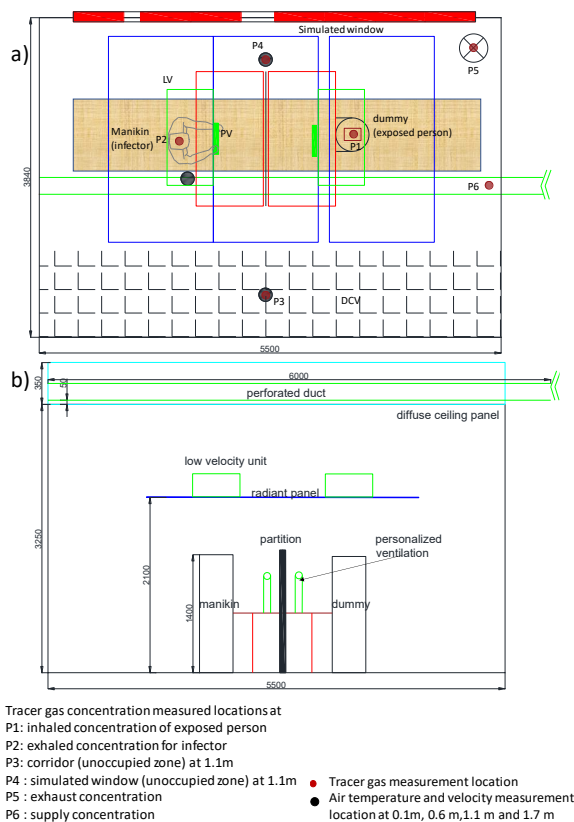 a)
Simulated window
P4
P5
LV
Manikin
(infector)
P2
PV
dummy
(exposed person)
P1
3840
P6
P3
DCV
5500
b)
350
50
6000
perforated duct
diffuse ceiling panel
low velocity unit
radiant panel
3250
2100
1400
partition
personalized
ventilation
manikin
dummy
5500
Tracer gas concentration measured locations at
P1: inhaled concentration of exposed person
P2: exhaled concentration for infector
P3: corridor (unoccupied zone) at 1.1m
P4 : simulated window (unoccupied zone) at 1.1m
P5 : exhaust concentration
P6 : supply concentration
Tracer gas measurement location
Air temperature and velocity measurement
location at 0.1m, 0.6 m,1.1 m and 1.7 m